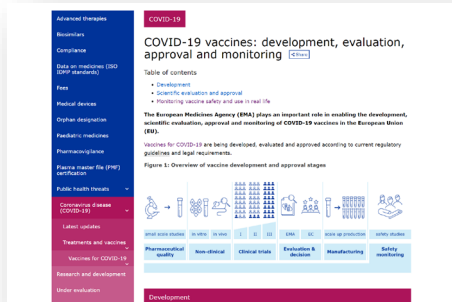 Advanced therapies
Biosimilars
Compliance
Data on medicines (ISO
IDMP standards)
Fees
Medical devices
Orphan designation
Paediatric medicines
Pharmacovigilance
Plasma master file (PMF)
certification
Public health threats
Coronavirus disease
(COVID-19)
Latest updates
Treatments and vaccines
Vaccines for COVID-19
Research and development
Under evaluation
COVID-19
COVID-19 vaccines: development, evaluation,
approval and monitoring Share
Table of contents
Development
Scientific evaluation and approval
Monitoring vaccine safety and use in real life
The European Medicines Agency (EMA) plays an important role in enabling the development,
scientific evaluation, approval and monitoring of COVID-19 vaccines in the European Union
(EU).
Vaccines for COVID-19 are being developed, evaluated and approved according to current regulatory
guidelines and legal requirements.
Figure 1: Overview of vaccine development and approval stages
small scale studies in vitro in vivo I II III EMA EC scale up production safety studies
Pharmaceutical
quality
Non-clinical
Clinical trials
Evaluation &
decision
Manufacturing
Safety
monitoring
Development